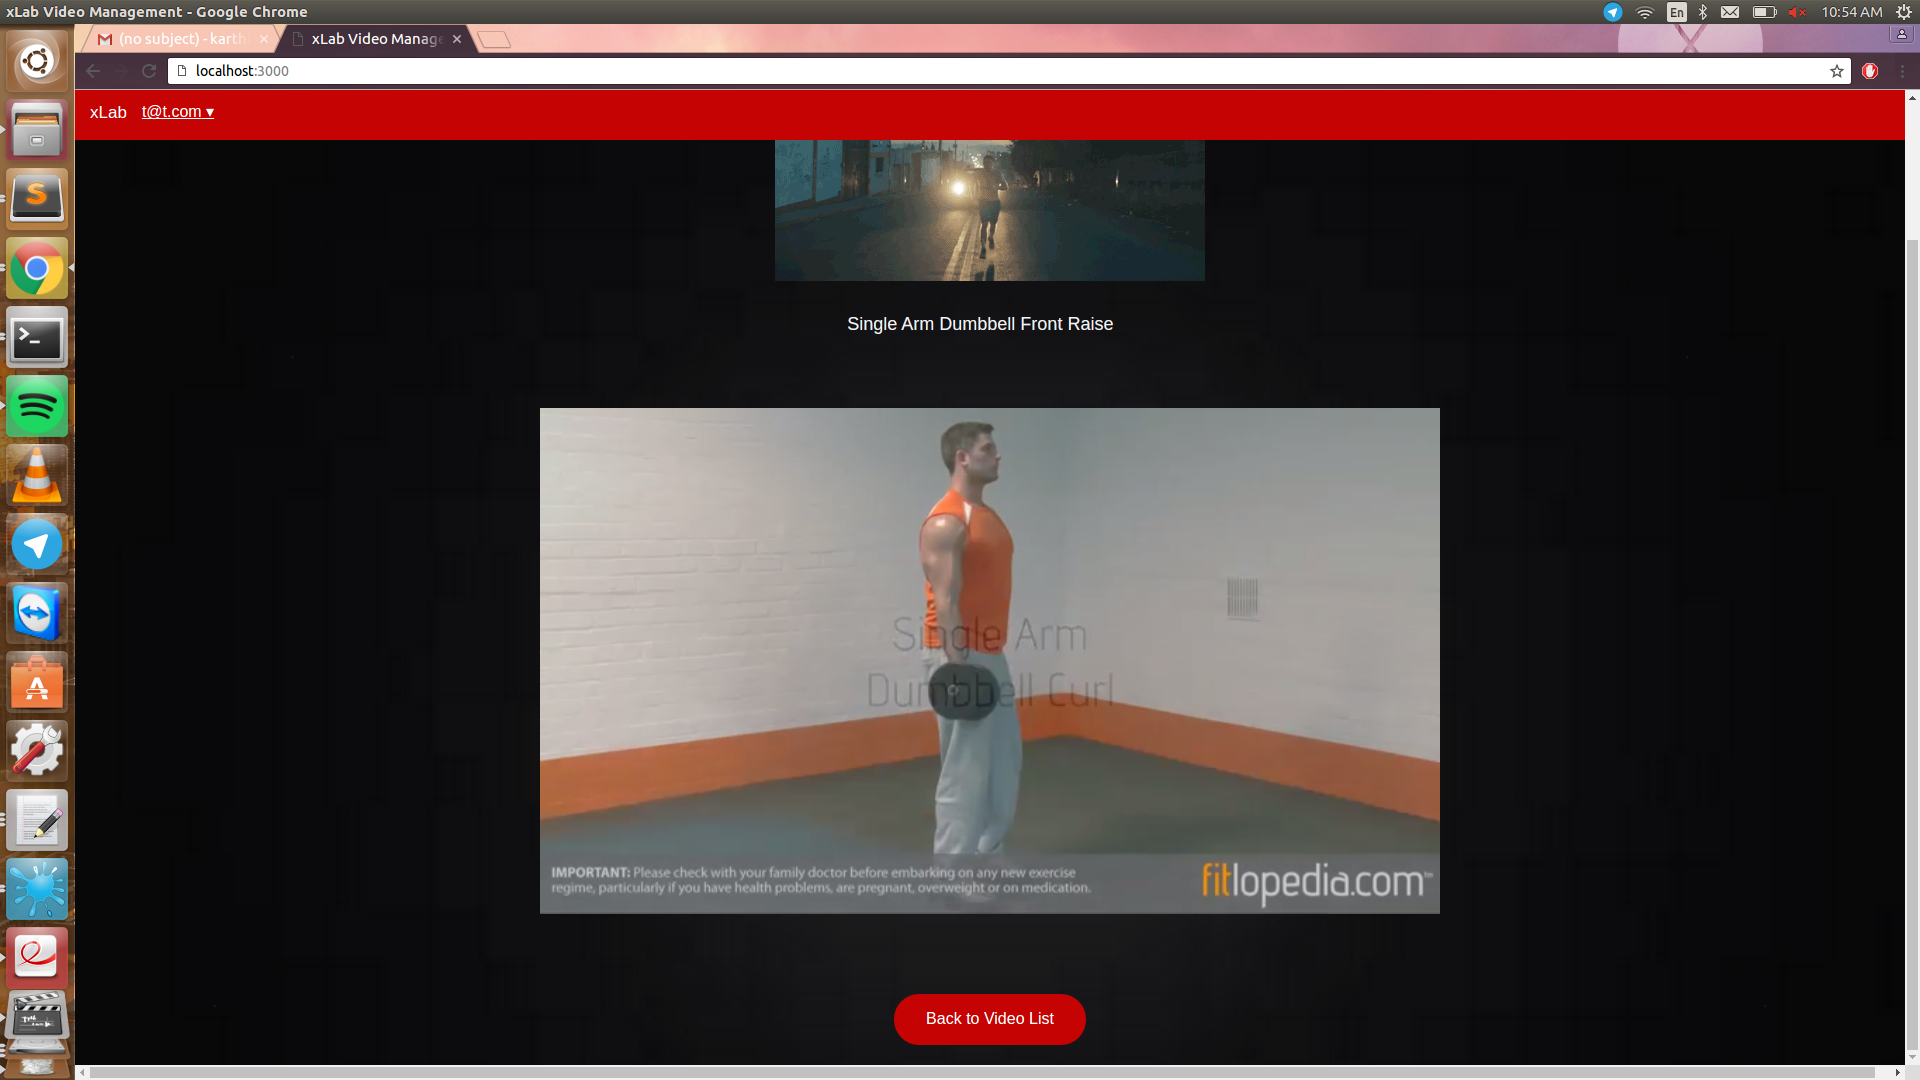 xLab Video Management - Google Chrome
En
10:54 AM
(no subject) - karth
xLab Video Manage
localhost:3000
xLab t@t.com ▾
Single Arm Dumbbell Front Raise
Single Arm
Dumbbell Curl
IMPORTANT: Please check with your family doctor before embarking on any new exercise
regime, particularly if you have health problems, are pregnant, overweight or on medication.
fitlopedia.com™
Back to Video List